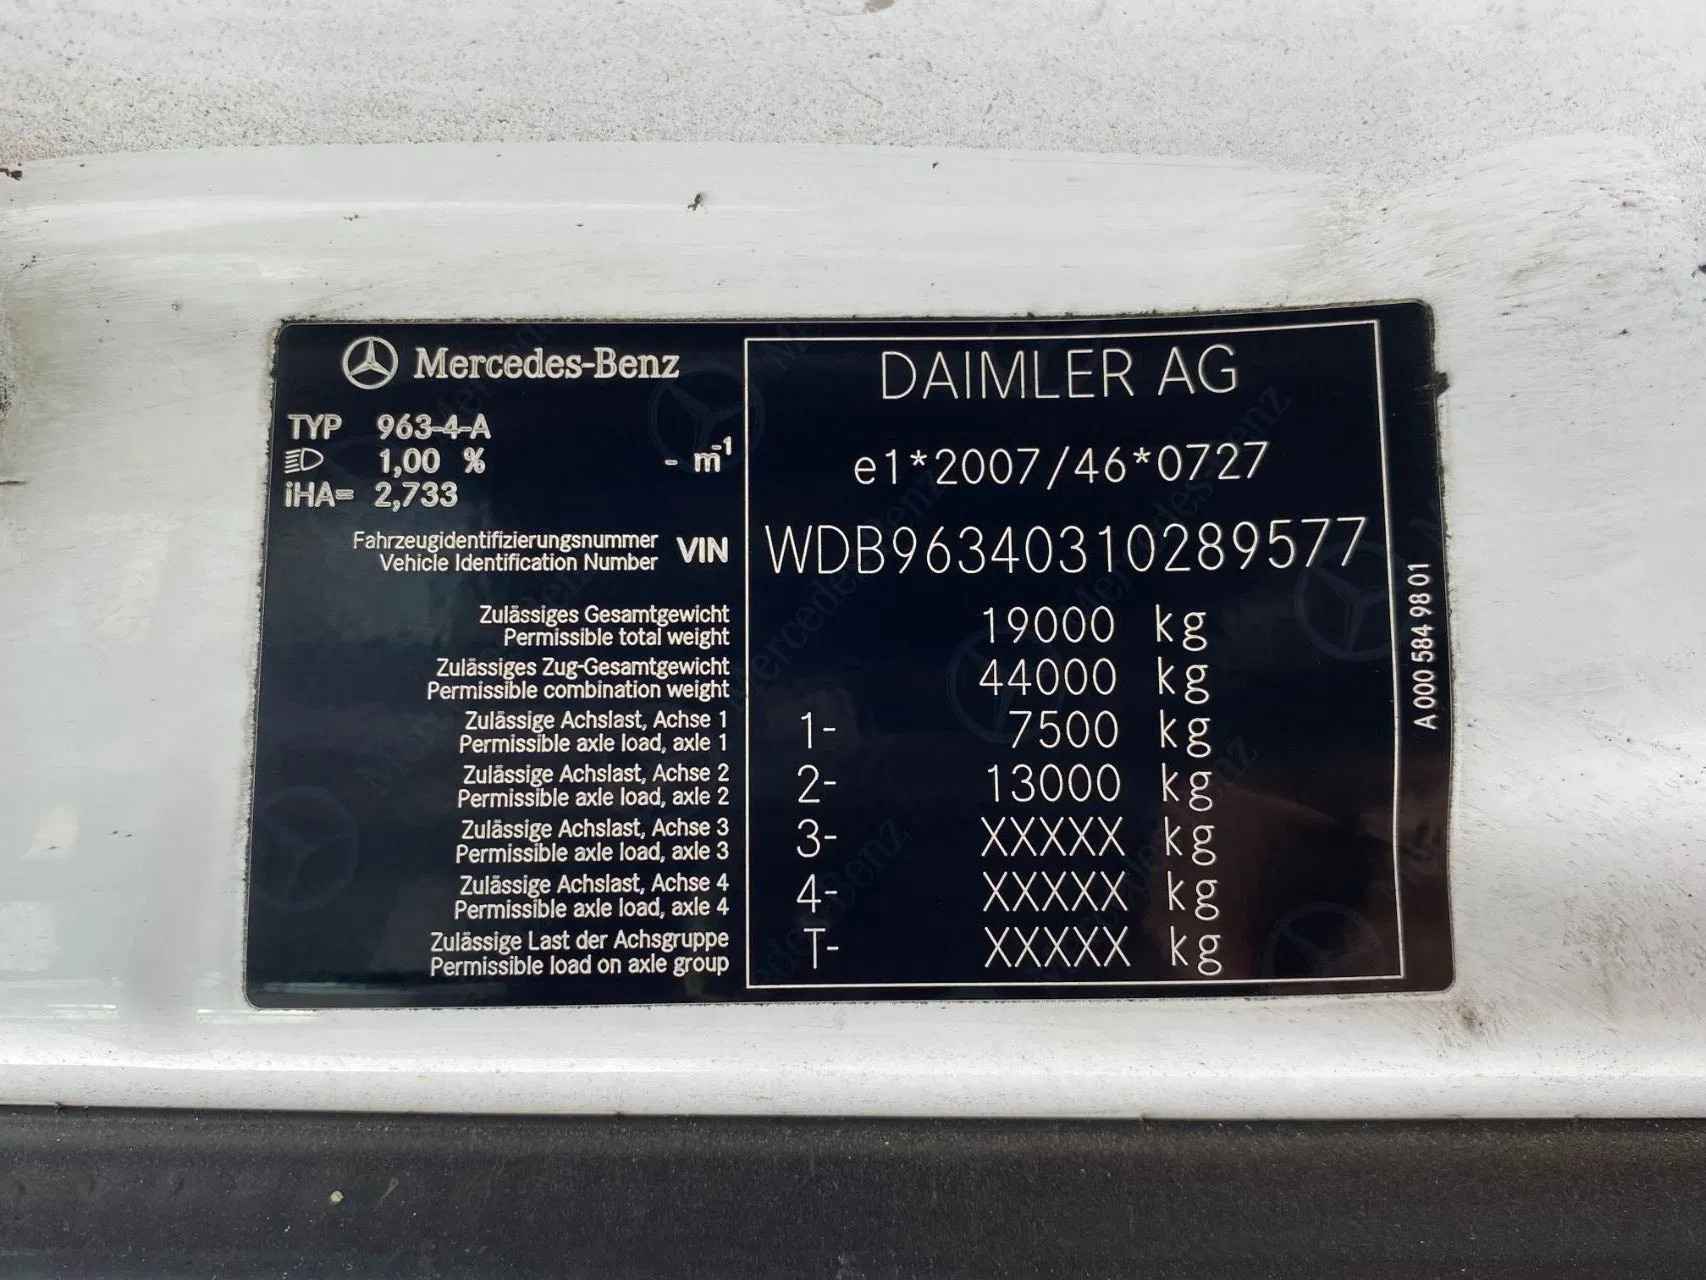 Mercedes-Benz
TYP 963-4-A
1,00 % - m⁻¹
iHA= 2,733
DAIMLER AG
e1*2007/46*0727
Fahrzeugidentifizierungsnummer
Vehicle Identification Number
VIN WDB96340310289577
Zulässiges Gesamtgewicht
Permissible total weight
19000 kg
Zulässiges Zug-Gesamtgewicht
Permissible combination weight
44000 kg
Zulässige Achslast, Achse 1
Permissible axle load, axle 1
1- 7500 kg
Zulässige Achslast, Achse 2
Permissible axle load, axle 2
2- 13000 kg
Zulässige Achslast, Achse 3
Permissible axle load, axle 3
3- XXXXX kg
Zulässige Achslast, Achse 4
Permissible axle load, axle 4
4- XXXXX kg
Zulässige Last der Achsgruppe
Permissible load on axle group
T- XXXXX kg
A 000 584 98 01